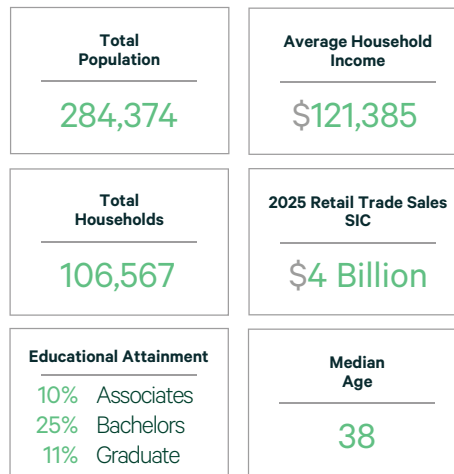 Total
Population
284,374
Average Household
Income
$121,385
Total
Households
106,567
2025 Retail Trade Sales
SIC
$4 Billion
Educational Attainment
10% Associates
25% Bachelors
11% Graduate
Median
Age
38